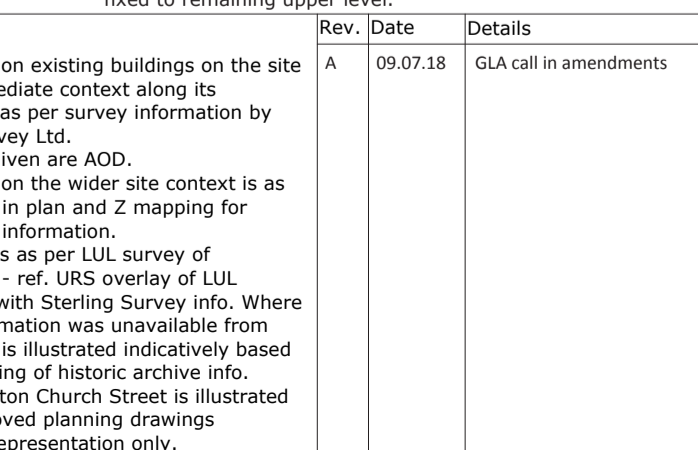 fixed to remaining upper level.
Rev. Date Details
on existing buildings on the site
A 09.07.18 GLA call in amendments
ediate context along its
as per survey information by
vey Ltd.
iven are AOD.
on the wider site context is as
in plan and Z mapping for
information.
s as per LUL survey of
- ref. URS overlay of LUL
with Sterling Survey info. Where
rmation was unavailable from
is illustrated indicatively based
ing of historic archive info.
ton Church Street is illustrated
oved planning drawings
epresentation only.